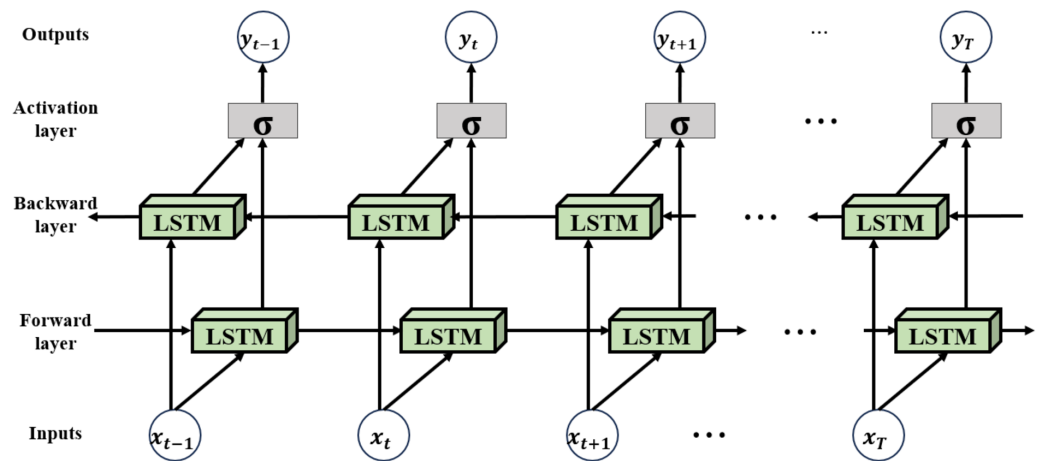 Outputs
y_{t−1} y_t y_{t+1} ... y_T
Activation
layer
σ σ σ ... σ
Backward
layer
LSTM LSTM LSTM ... LSTM
Forward
layer
LSTM LSTM LSTM ... LSTM
Inputs
x_{t−1} x_t x_{t+1} ... x_T